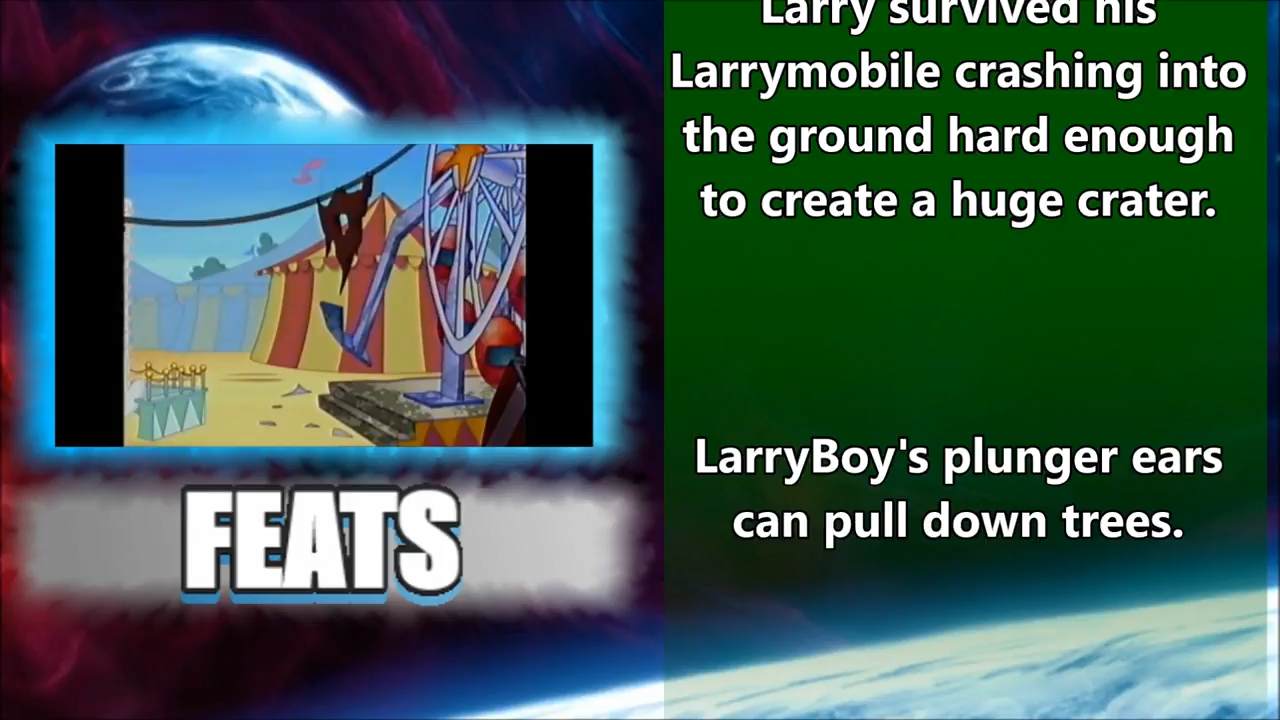 Larry survived his
Larrymobile crashing into
the ground hard enough
to create a huge crater.
LarryBoy's plunger ears
can pull down trees.
FEATS